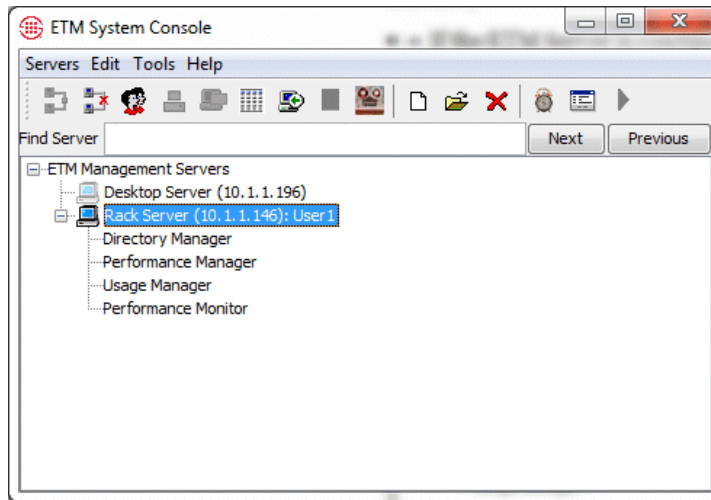 ETM System Console
Servers Edit Tools Help
Find Server Next Previous
ETM Management Servers
Desktop Server (10.1.1.196)
Rack Server (10.1.1.146): User1
Directory Manager
Performance Manager
Usage Manager
Performance Monitor